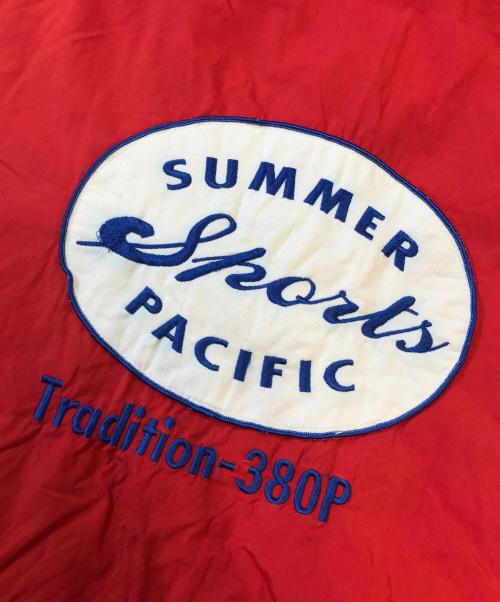 SUMMER
Sports
PACIFIC
Tradition-380P